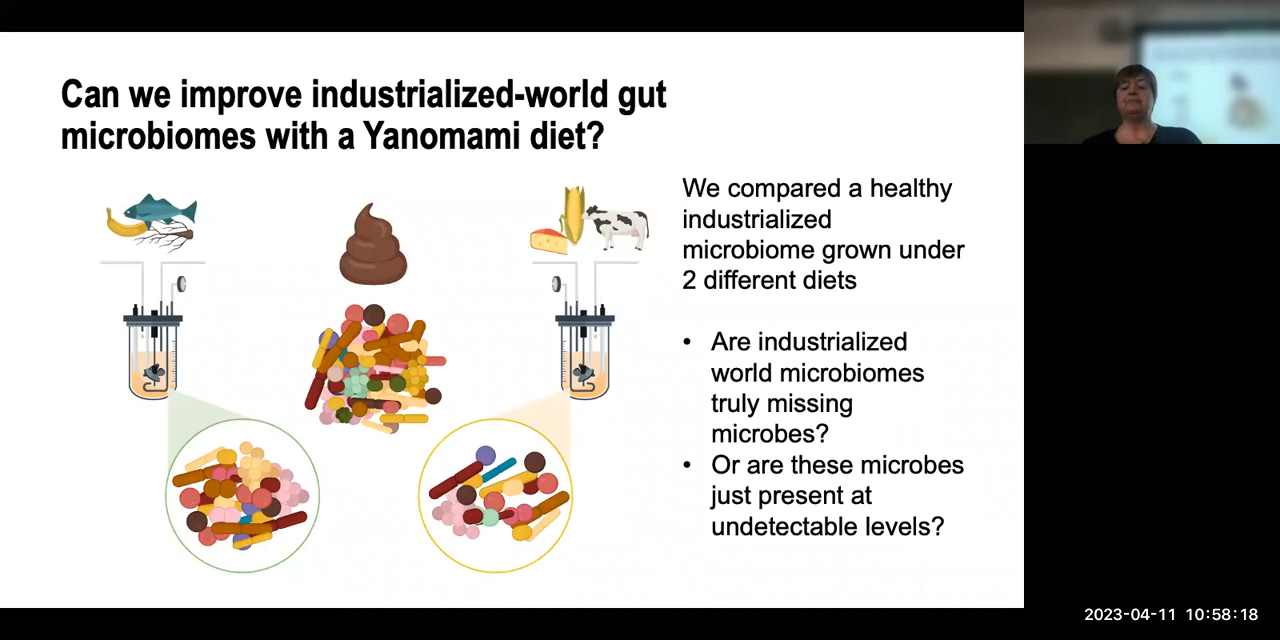 Can we improve industrialized-world gut
microbiomes with a Yanomami diet?
We compared a healthy
industrialized
microbiome grown under
2 different diets
• Are industrialized
world microbiomes
truly missing
microbes?
• Or are these microbes
just present at
undetectable levels?
2023-04-11 10:58:18